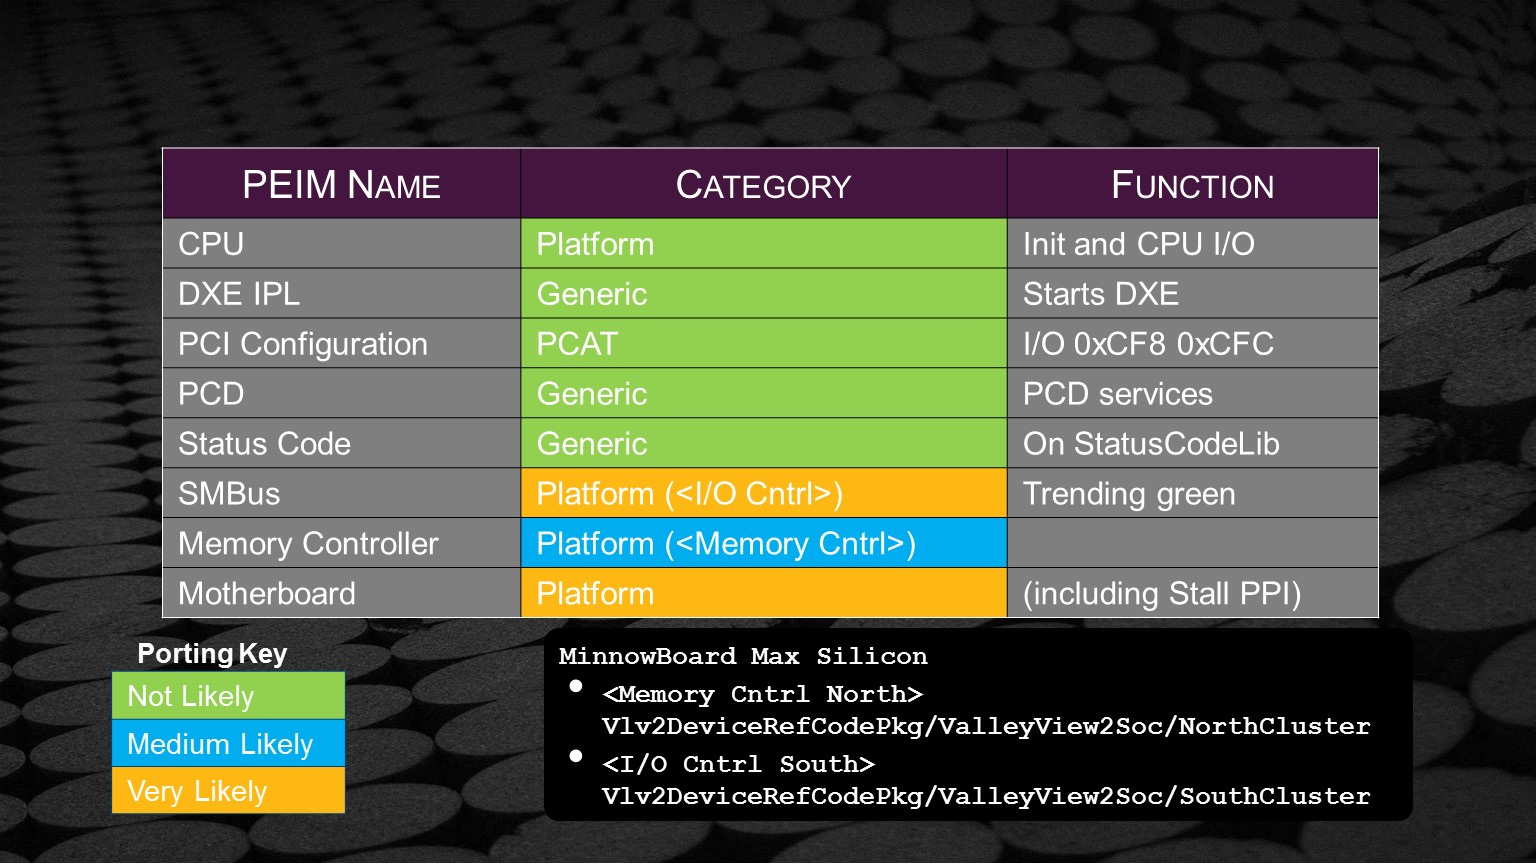 PEIM NAME CATEGORY FUNCTION
CPU Platform Init and CPU I/O
DXE IPL Generic Starts DXE
PCI Configuration PCAT I/O 0xCF8 0xCFC
PCD Generic PCD services
Status Code Generic On StatusCodeLib
SMBus Platform (<I/O Cntrl>) Trending green
Memory Controller Platform (<Memory Cntrl>)
Motherboard Platform (including Stall PPI)
Porting Key
Not Likely
Medium Likely
Very Likely
MinnowBoard Max Silicon
• <Memory Cntrl North>
Vlv2DeviceRefCodePkg/ValleyView2Soc/NorthCluster
• <I/O Cntrl South>
Vlv2DeviceRefCodePkg/ValleyView2Soc/SouthCluster